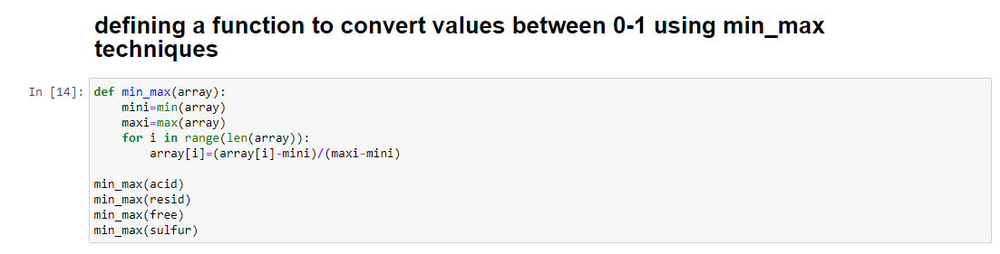 defining a function to convert values between 0-1 using min_max
techniques
In [14]: def min_max(array):
    mini=min(array)
    maxi=max(array)
    for i in range(len(array)):
        array[i]=(array[i]-mini)/(maxi-mini)
min_max(acid)
min_max(resid)
min_max(free)
min_max(sulfur)